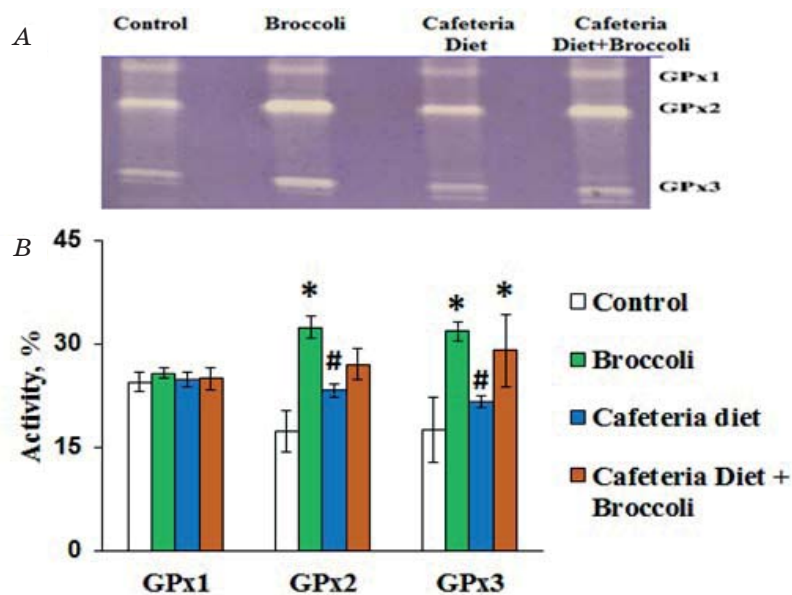 A
Control
Broccoli
Cafeteria
Diet
Cafeteria
Diet+Broccoli
GPx1
GPx2
GPx3
B
Activity, %
45
30
15
0
*
#
*
#
*
GPx1
GPx2
GPx3
Control
Broccoli
Cafeteria diet
Cafeteria Diet +
Broccoli